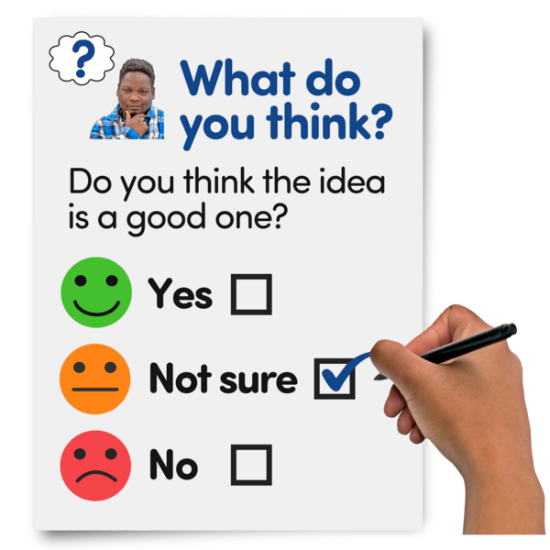 ?
What do
you think?
Do you think the idea
is a good one?
Yes
Not sure
No